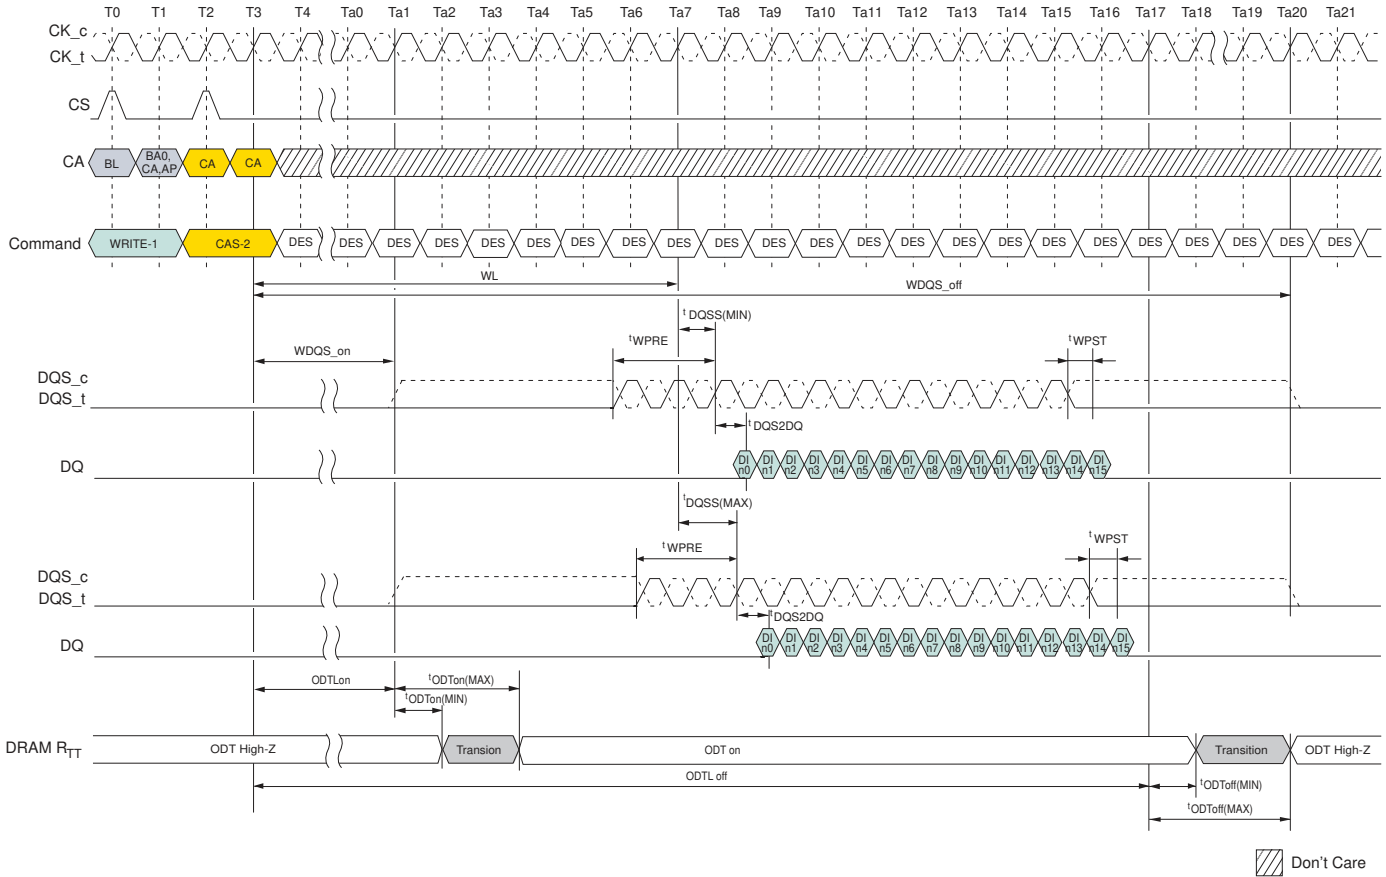 T0 T1 T2 T3 T4 Ta0 Ta1 Ta2 Ta3 Ta4 Ta5 Ta6 Ta7 Ta8 Ta9 Ta10 Ta11 Ta12 Ta13 Ta14 Ta15 Ta16 Ta17 Ta18 Ta19 Ta20 Ta21
CK_c
CK_t
CS
CA
BL BA0, CA,AP CA CA
Command
WRITE-1 CAS-2 DES DES DES DES DES DES DES DES DES DES DES DES DES DES DES DES DES DES DES DES DES DES DES
WL
WDQS_off
tDQSS(MIN)
WDQS_on
tWPRE
tWPST
DQS_c
DQS_t
tDQS2DQ
DQ
DI n0 DI n1 DI n2 DI n3 DI n4 DI n5 DI n6 DI n7 DI n8 DI n9 DI n10 DI n11 DI n12 DI n13 DI n14 DI n15
tDQSS(MAX)
tWPRE
tWPST
DQS_c
DQS_t
tDQS2DQ
DQ
DI n0 DI n1 DI n2 DI n3 DI n4 DI n5 DI n6 DI n7 DI n8 DI n9 DI n10 DI n11 DI n12 DI n13 DI n14 DI n15
ODTLon
tODTon(MAX)
tODTon(MIN)
DRAM RTT
ODT High-Z Transion ODT on Transition ODT High-Z
ODTL off
tODToff(MIN)
tODToff(MAX)
Don't Care